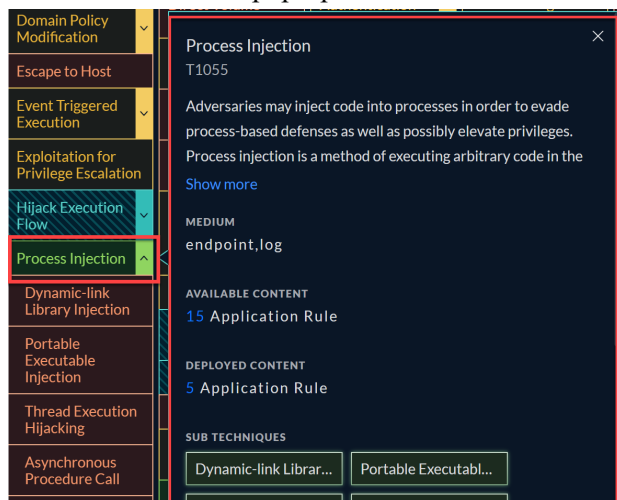 Domain Policy
Modification
Escape to Host
Event Triggered
Execution
Exploitation for
Privilege Escalation
Hijack Execution
Flow
Process Injection
Dynamic-link
Library Injection
Portable
Executable
Injection
Thread Execution
Hijacking
Asynchronous
Procedure Call
Process Injection
T1055
Adversaries may inject code into processes in order to evade
process-based defenses as well as possibly elevate privileges.
Process injection is a method of executing arbitrary code in the
Show more
MEDIUM
endpoint,log
AVAILABLE CONTENT
15 Application Rule
DEPLOYED CONTENT
5 Application Rule
SUB TECHNIQUES
Dynamic-link Librar...
Portable Executabl...